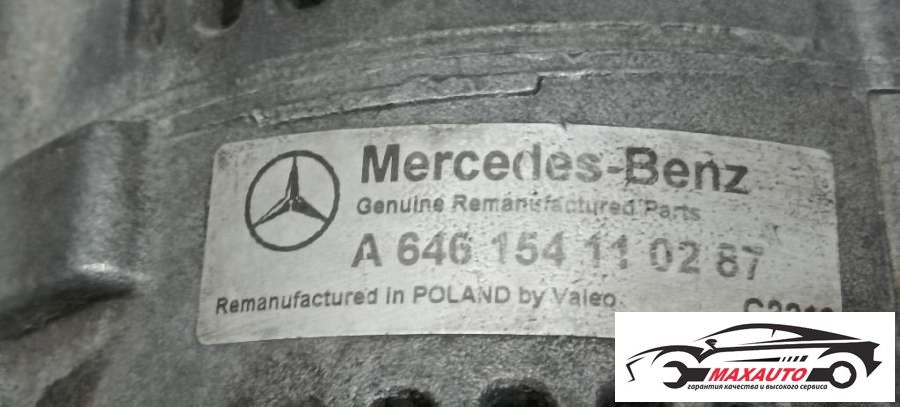 Mercedes-Benz
Genuine Remanufactured Parts
A 646 154 11 02 87
Remanufactured in POLAND by Valeo
MAXAUTO
гарантия качества и высокого сервиса